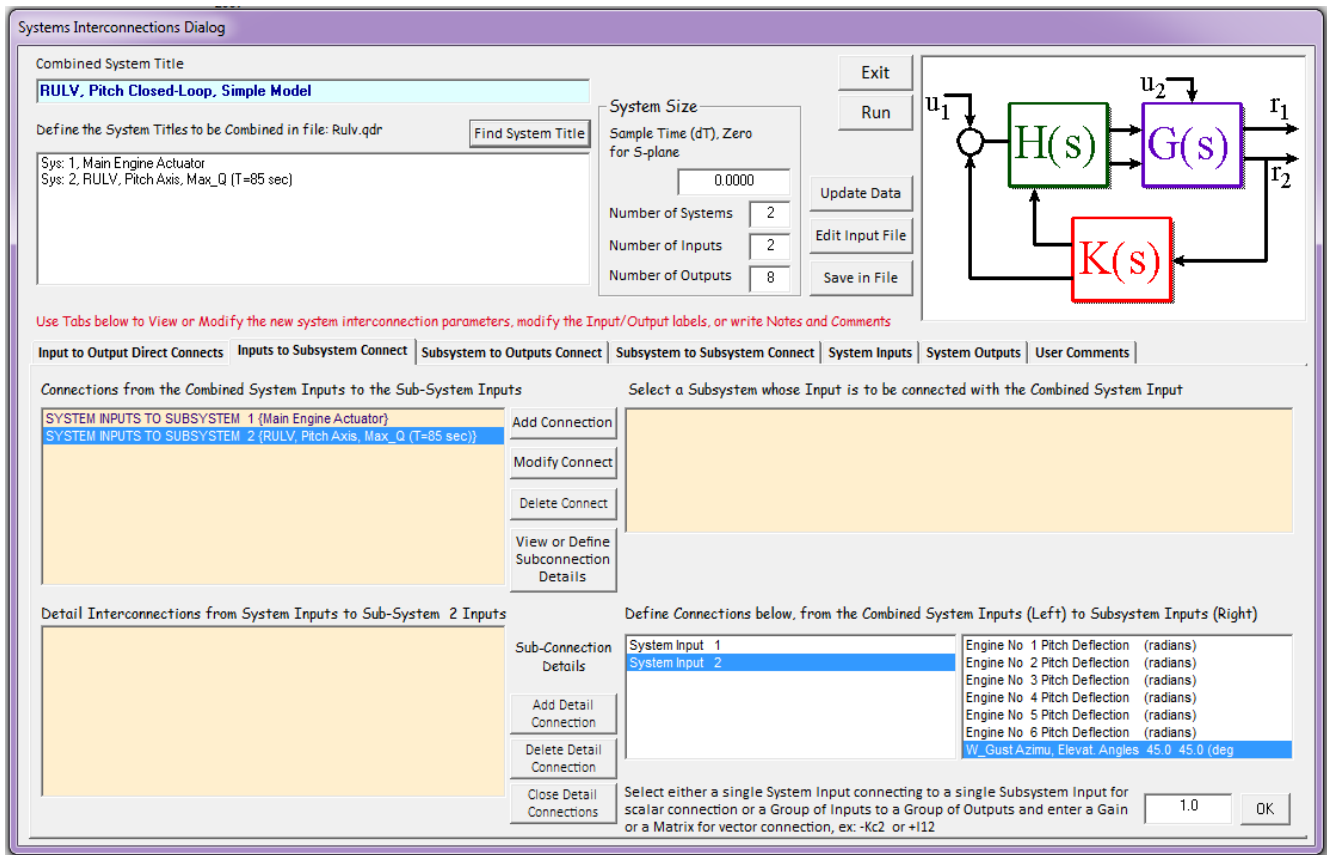 Systems Interconnections Dialog
Combined System Title
RULV, Pitch Closed-Loop, Simple Model
Define the System Titles to be Combined in file: Rulv.qdr
Find System Title
Sys: 1, Main Engine Actuator
Sys: 2, RULV, Pitch Axis, Max_Q (T=85 sec)
System Size
Sample Time (dT), Zero
for S-plane
0.0000
Number of Systems 2
Number of Inputs 2
Number of Outputs 8
Exit
Run
Update Data
Edit Input File
Save in File
u1
u2
r1
H(s)
G(s)
r2
K(s)
Use Tabs below to View or Modify the new system interconnection parameters, modify the Input/Output labels, or write Notes and Comments
Input to Output Direct Connects
Inputs to Subsystem Connect
Subsystem to Outputs Connect
Subsystem to Subsystem Connect
System Inputs
System Outputs
User Comments
Connections from the Combined System Inputs to the Sub-System Inputs
SYSTEM INPUTS TO SUBSYSTEM 1 {Main Engine Actuator}
SYSTEM INPUTS TO SUBSYSTEM 2 {RULV, Pitch Axis, Max_Q (T=85 sec)}
Add Connection
Modify Connect
Delete Connect
View or Define
Subconnection
Details
Select a Subsystem whose Input is to be connected with the Combined System Input
Detail Interconnections from System Inputs to Sub-System 2 Inputs
Sub-Connection
Details
Add Detail
Connection
Delete Detail
Connection
Close Detail
Connections
Define Connections below, from the Combined System Inputs (Left) to Subsystem Inputs (Right)
System Input 1
System Input 2
Engine No 1 Pitch Deflection (radians)
Engine No 2 Pitch Deflection (radians)
Engine No 3 Pitch Deflection (radians)
Engine No 4 Pitch Deflection (radians)
Engine No 5 Pitch Deflection (radians)
Engine No 6 Pitch Deflection (radians)
W_Gust Azimu, Elevat. Angles 45.0 45.0 (deg
Select either a single System Input connecting to a single Subsystem Input for
scalar connection or a Group of Inputs to a Group of Outputs and enter a Gain
or a Matrix for vector connection, ex: -Kc2 or +I12
1.0
OK